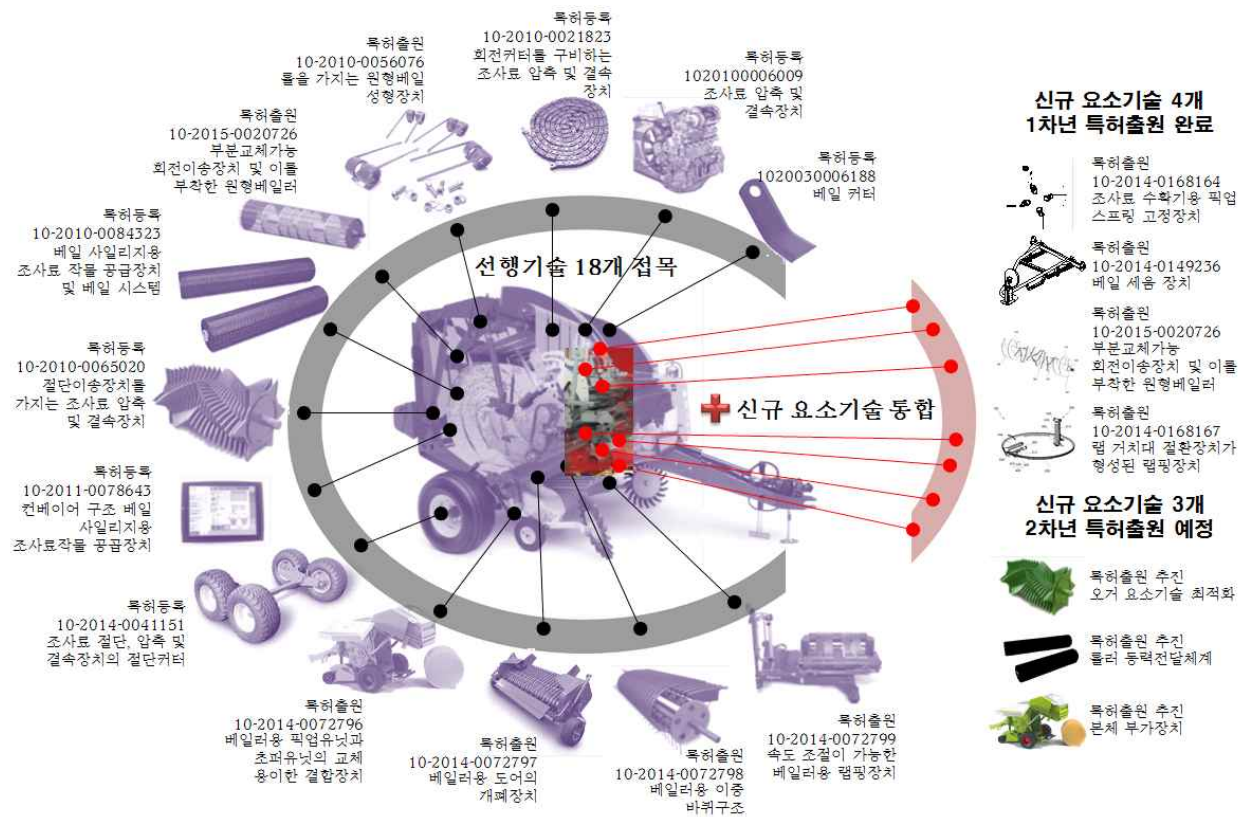 특허등록
10-2010-0021823
회전커터를 구비하는
조사료 압축 및 결속
장치
특허출원
10-2010-0056076
롤을 가지는 원형베일
성형장치
특허등록
1020100006009
조사료 압축 및
결속장치
특허출원
10-2015-0020726
부분교체가능
회전이송장치 및 이를
부착한 원형베일러
특허등록
1020030006188
베일 커터
특허등록
10-2010-0084323
베일 사일리지용
조사료 작물 공급장치
및 베일 시스템
특허등록
10-2010-0065020
절단이송장치를
가지는 조사료 압축
및 결속장치
특허등록
10-2011-0078643
컨베이어 구조 베일
사일리지용
조사료작물 공곱장치
특허등록
10-2014-0041151
조사료 절단, 압축 및
결속장치의 절단커터
특허출원
10-2014-0072796
베일러용 픽업유닛과
초퍼유닛의 교체
용이한 결합장치
특허출원
10-2014-0072797
베일러용 도어의
개폐장치
특허출원
10-2014-0072798
베일러용 이중
바퀴구조
특허출원
10-2014-0072799
속도 조절이 가능한
베일러용 랩핑장치
선행기술 18개 접목
신규 요소기술 통합
신규 요소기술 4개
1차년 특허출원 완료
특허출원
10-2014-0168164
조사료 수확기용 픽업
스프링 고정장치
특허출원
10-2014-0149236
베일 세움 장치
특허출원
10-2015-0020726
부분교체가능
회전이송장치 및 이를
부착한 원형베일러
특허출원
10-2014-0168167
랩 거치대 절환장치가
형성된 랩핑장치
신규 요소기술 3개
2차년 특허출원 예정
특허출원 추진
오거 요소기술 최적화
특허출원 추진
롤러 동력전달체계
특허출원 추진
본체 부가장치